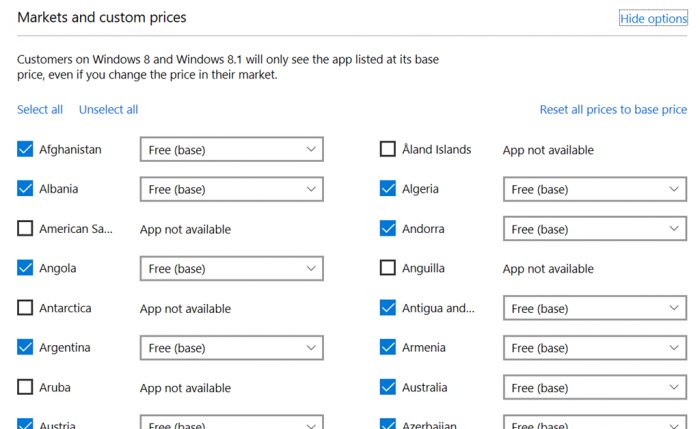 Markets and custom prices Hide options
Customers on Windows 8 and Windows 8.1 will only see the app listed at its base
price, even if you change the price in their market.
Select all Unselect all Reset all prices to base price
Afghanistan Free (base) Åland Islands App not available
Albania Free (base) Algeria Free (base)
American Sa... App not available Andorra Free (base)
Angola Free (base) Anguilla App not available
Antarctica App not available Antigua and... Free (base)
Argentina Free (base) Armenia Free (base)
Aruba App not available Australia Free (base)
Austria Free (base) Azerbaijan Free (base)